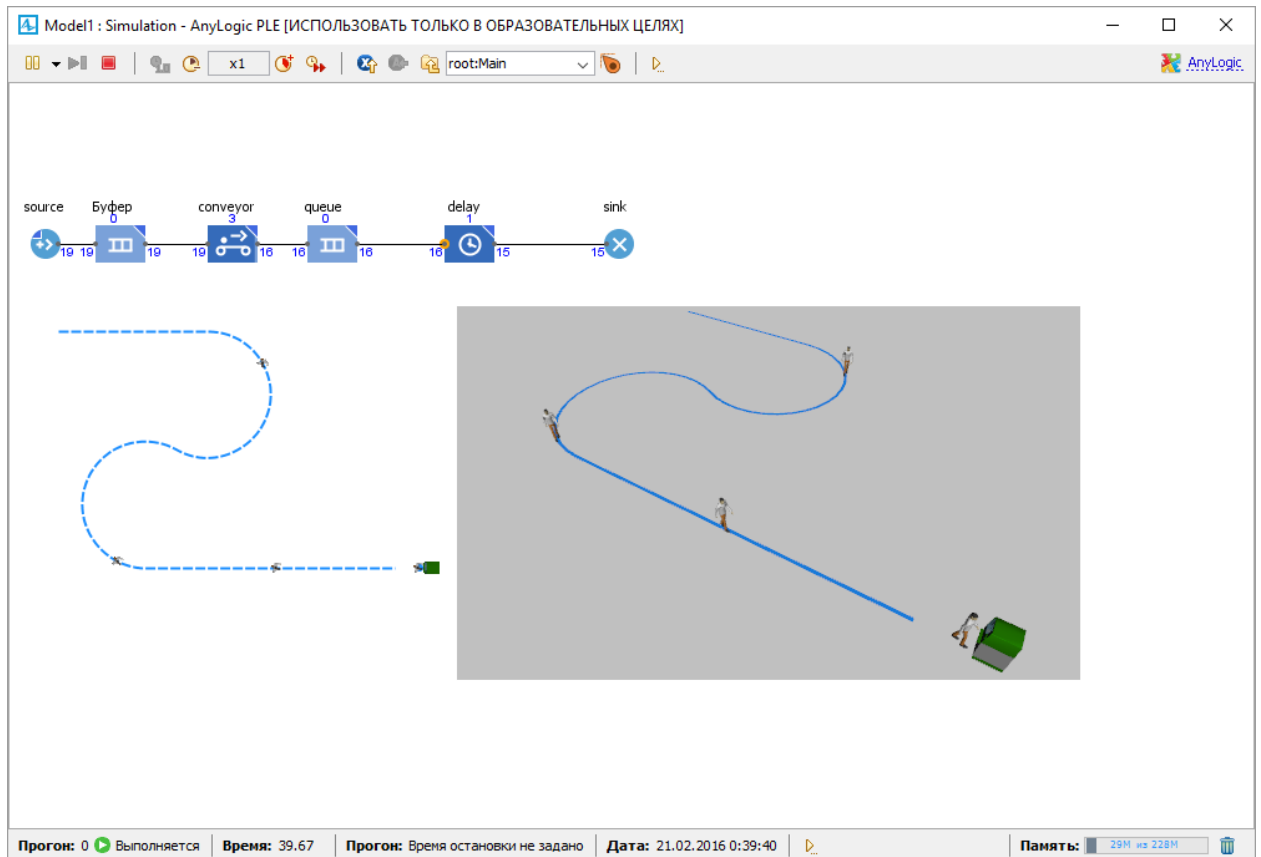 Model1 : Simulation - AnyLogic PLE [ИСПОЛЬЗОВАТЬ ТОЛЬКО В ОБРАЗОВАТЕЛЬНЫХ ЦЕЛЯХ]
x1 root:Main AnyLogic
source Буфер conveyor queue delay sink
0 3 0 1
19 19 19 19 16 16 16 16 15 15
Прогон: 0 Выполняется Время: 39.67 Прогон: Время остановки не задано Дата: 21.02.2016 0:39:40 Память: 29M из 228M